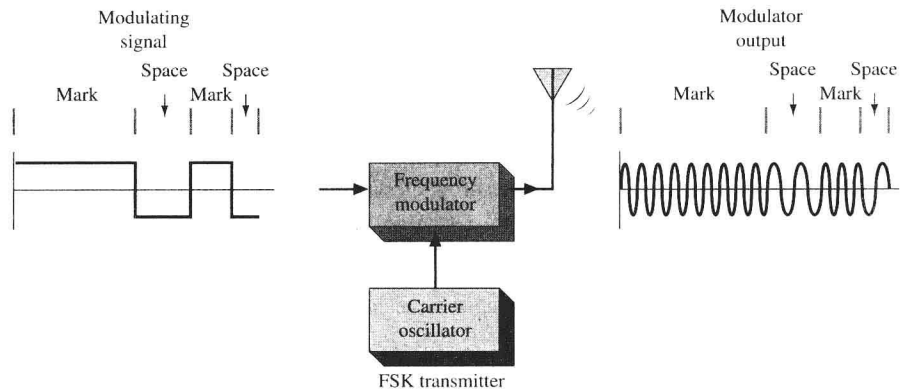 Modulating
signal
Space
Space
Mark
Mark
Modulator
output
Space
Space
Mark
Mark
Frequency
modulator
Carrier
oscillator
FSK transmitter